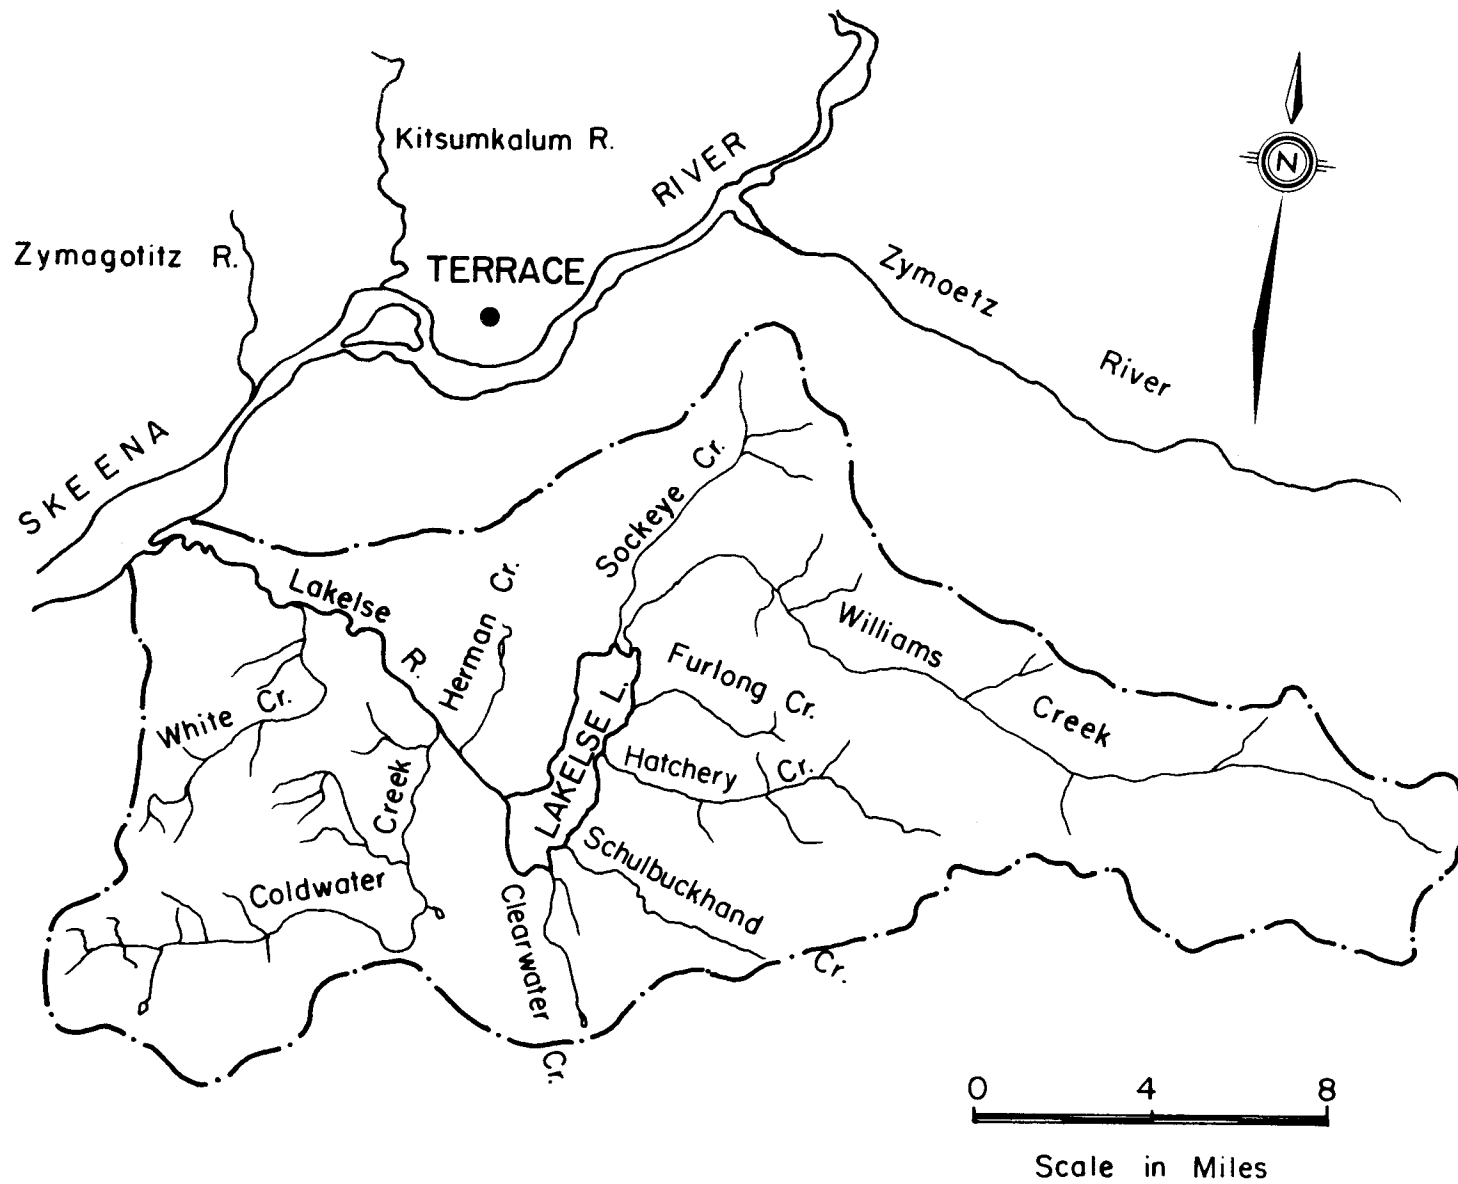 Kitsumkalum R.
RIVER
N
Zymagotitz R.
TERRACE
Zymoetz
River
SKEENA
Sockeye Cr.
Lakelse
R.
Herman Cr.
Williams
Creek
Furlong Cr.
White Cr.
LAKELSE L.
Hatchery Cr.
Creek
Coldwater
Schulbuckhand
Cr.
Clearwater
Cr.
0 4 8
Scale in Miles